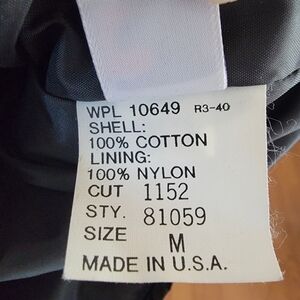 WPL 10649 R3-40
SHELL:
100% COTTON
LINING:
100% NYLON
CUT 1152
STY. 81059
SIZE M
MADE IN U.S.A.